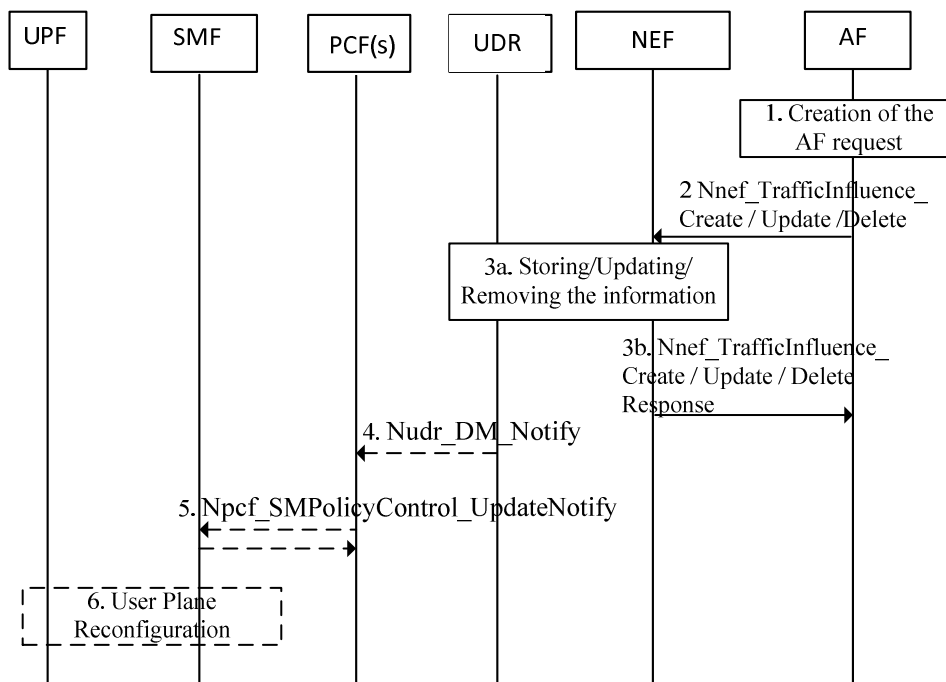 UPF
SMF
PCF(s)
UDR
NEF
AF
1. Creation of the
AF request
2 Nnef_TrafficInfluence_
Create / Update /Delete
3a. Storing/Updating/
Removing the information
3b. Nnef_TrafficInfluence_
Create / Update / Delete
Response
4. Nudr_DM_Notify
5. Npcf_SMPolicyControl_UpdateNotify
6. User Plane
Reconfiguration